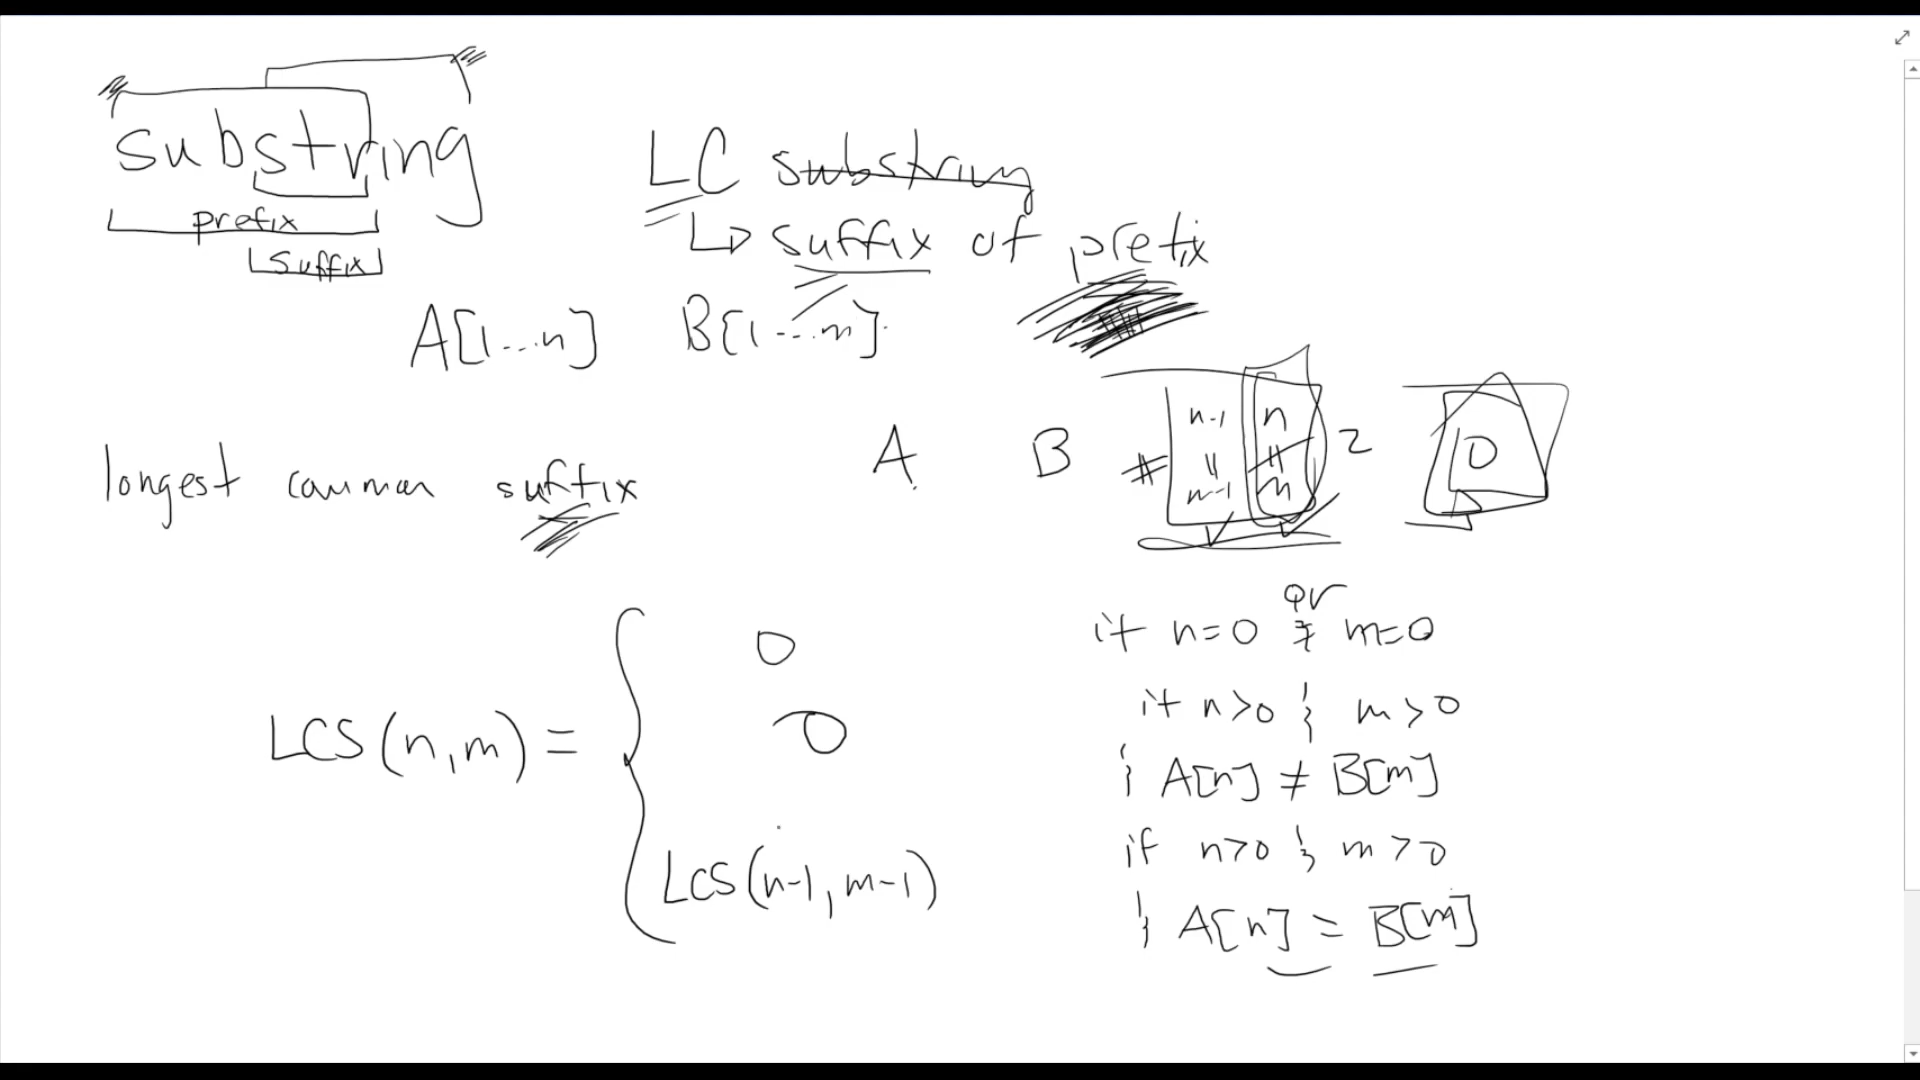 substring
prefix
suffix
LC substring
↳ suffix of prefix
A[1...n] B[1...m]
longest common suffix
A B
≠ n-1 n 2 0
= ≠
m-1 m
LCS(n,m) = {
0 if n=0 or m=0
0 if n>0 & m>0
& A[n] ≠ B[m]
LCS(n-1, m-1) if n>0 & m>0
& A[n] = B[m]